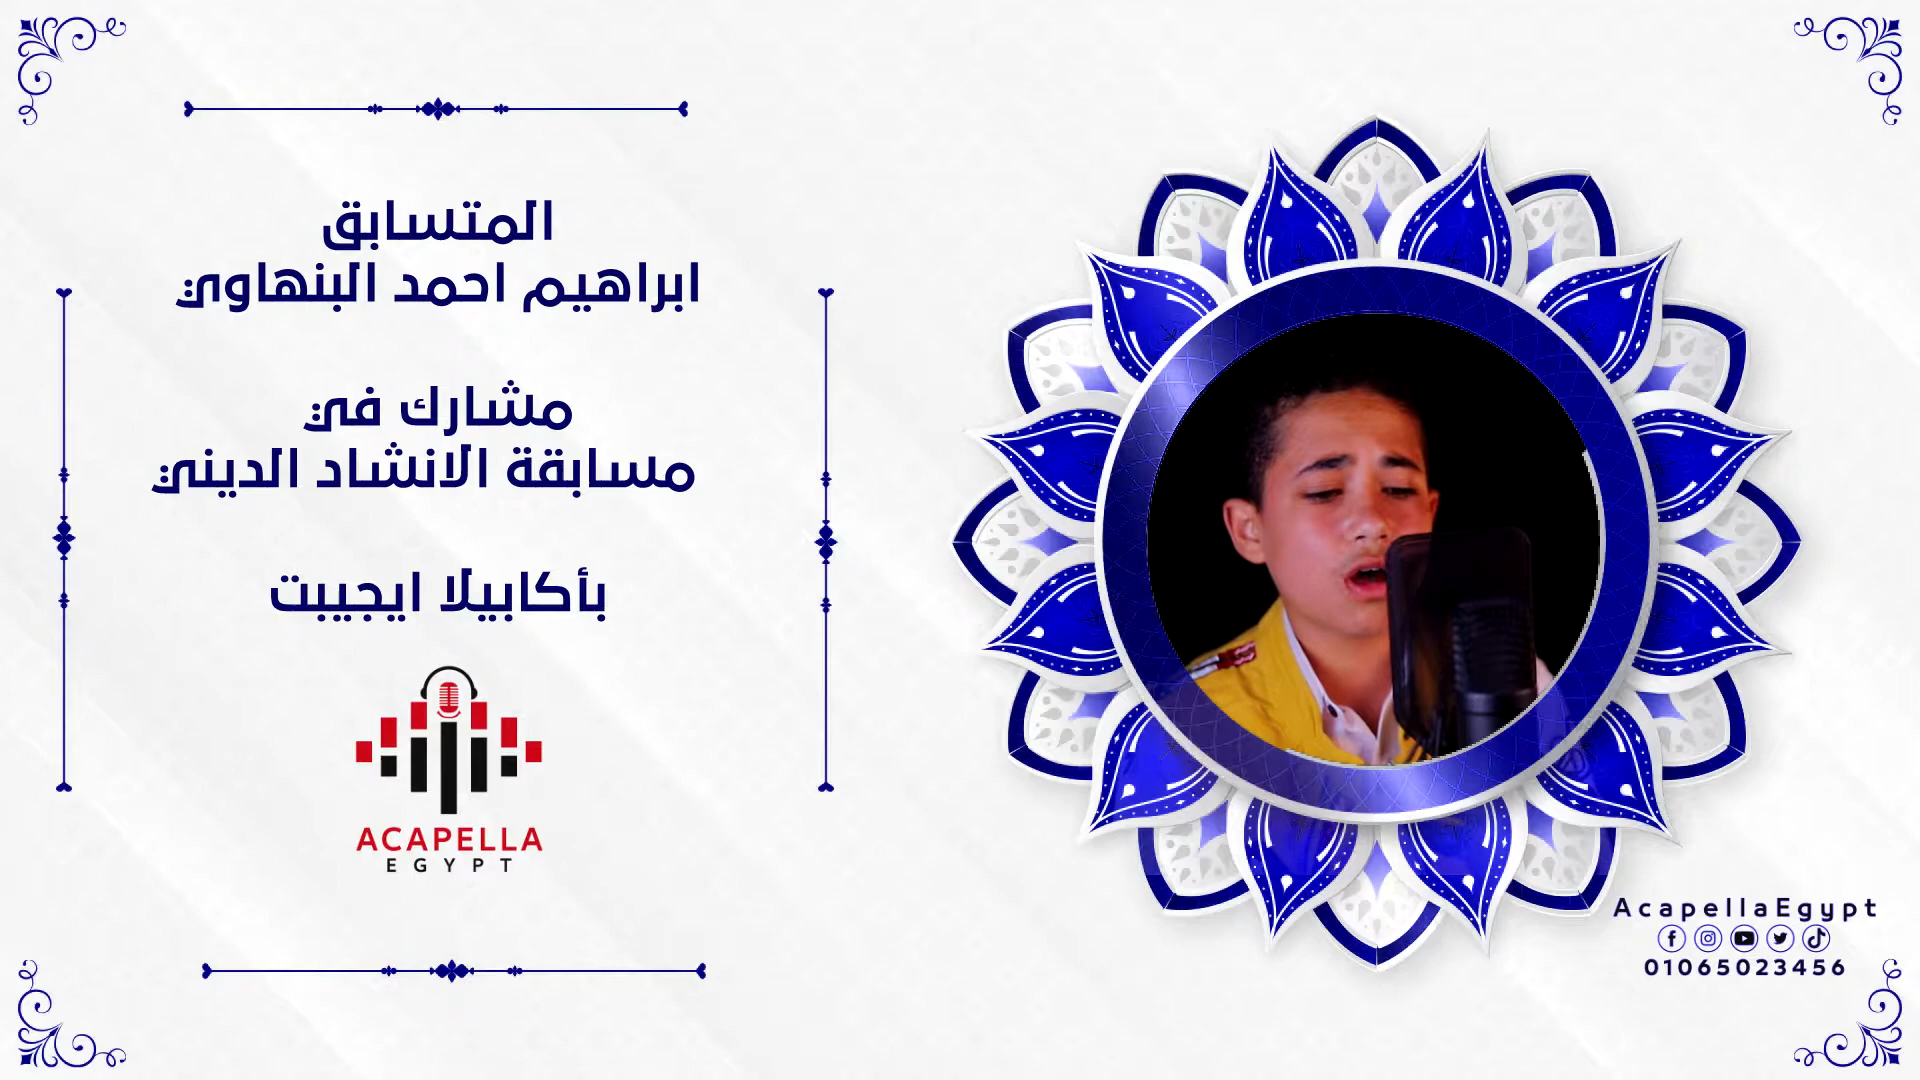 المتسابق
ابراهيم احمد البنهاوي
مشارك في
مسابقة الانشاد الديني
بأكابيلا ايجيبت
ACAPELLA
EGYPT
AcapellaEgypt
01065023456